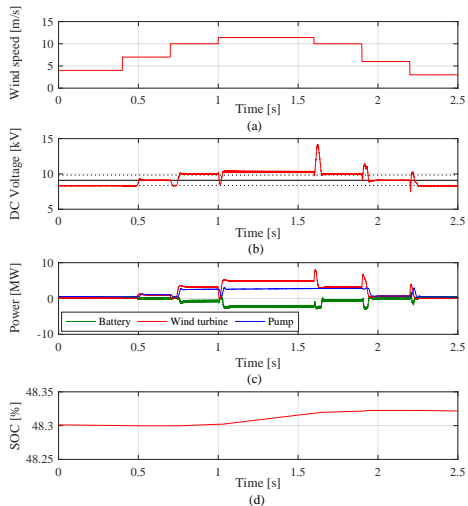 Wind speed [m/s]
15
10
5
0
0 0.5 1 1.5 2 2.5
Time [s]
(a)
DC Voltage [kV]
15
10
5
0 0.5 1 1.5 2 2.5
Time [s]
(b)
Power [MW]
10
0
-10
Battery Wind turbine Pump
0 0.5 1 1.5 2 2.5
Time [s]
(c)
SOC [%]
48.35
48.3
48.25
0 0.5 1 1.5 2 2.5
Time [s]
(d)